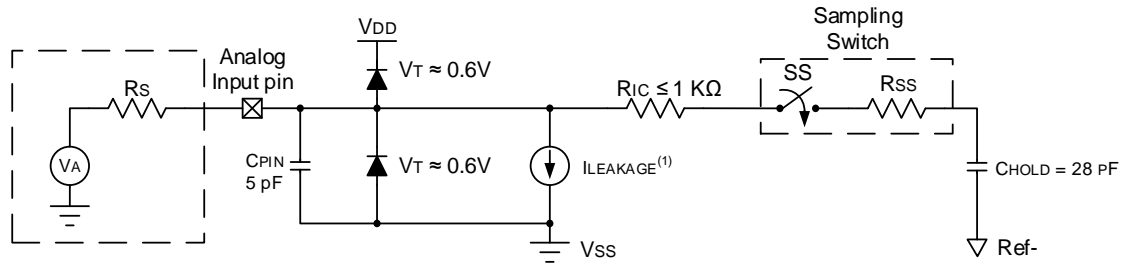 Sampling
Switch
VDD
Analog
Input pin
VT ≈ 0.6V
RS
RIC ≤ 1 KΩ
SS
RSS
VA
CPIN
5 pF
VT ≈ 0.6V
ILEAKAGE(1)
CHOLD = 28 PF
VSS
Ref-